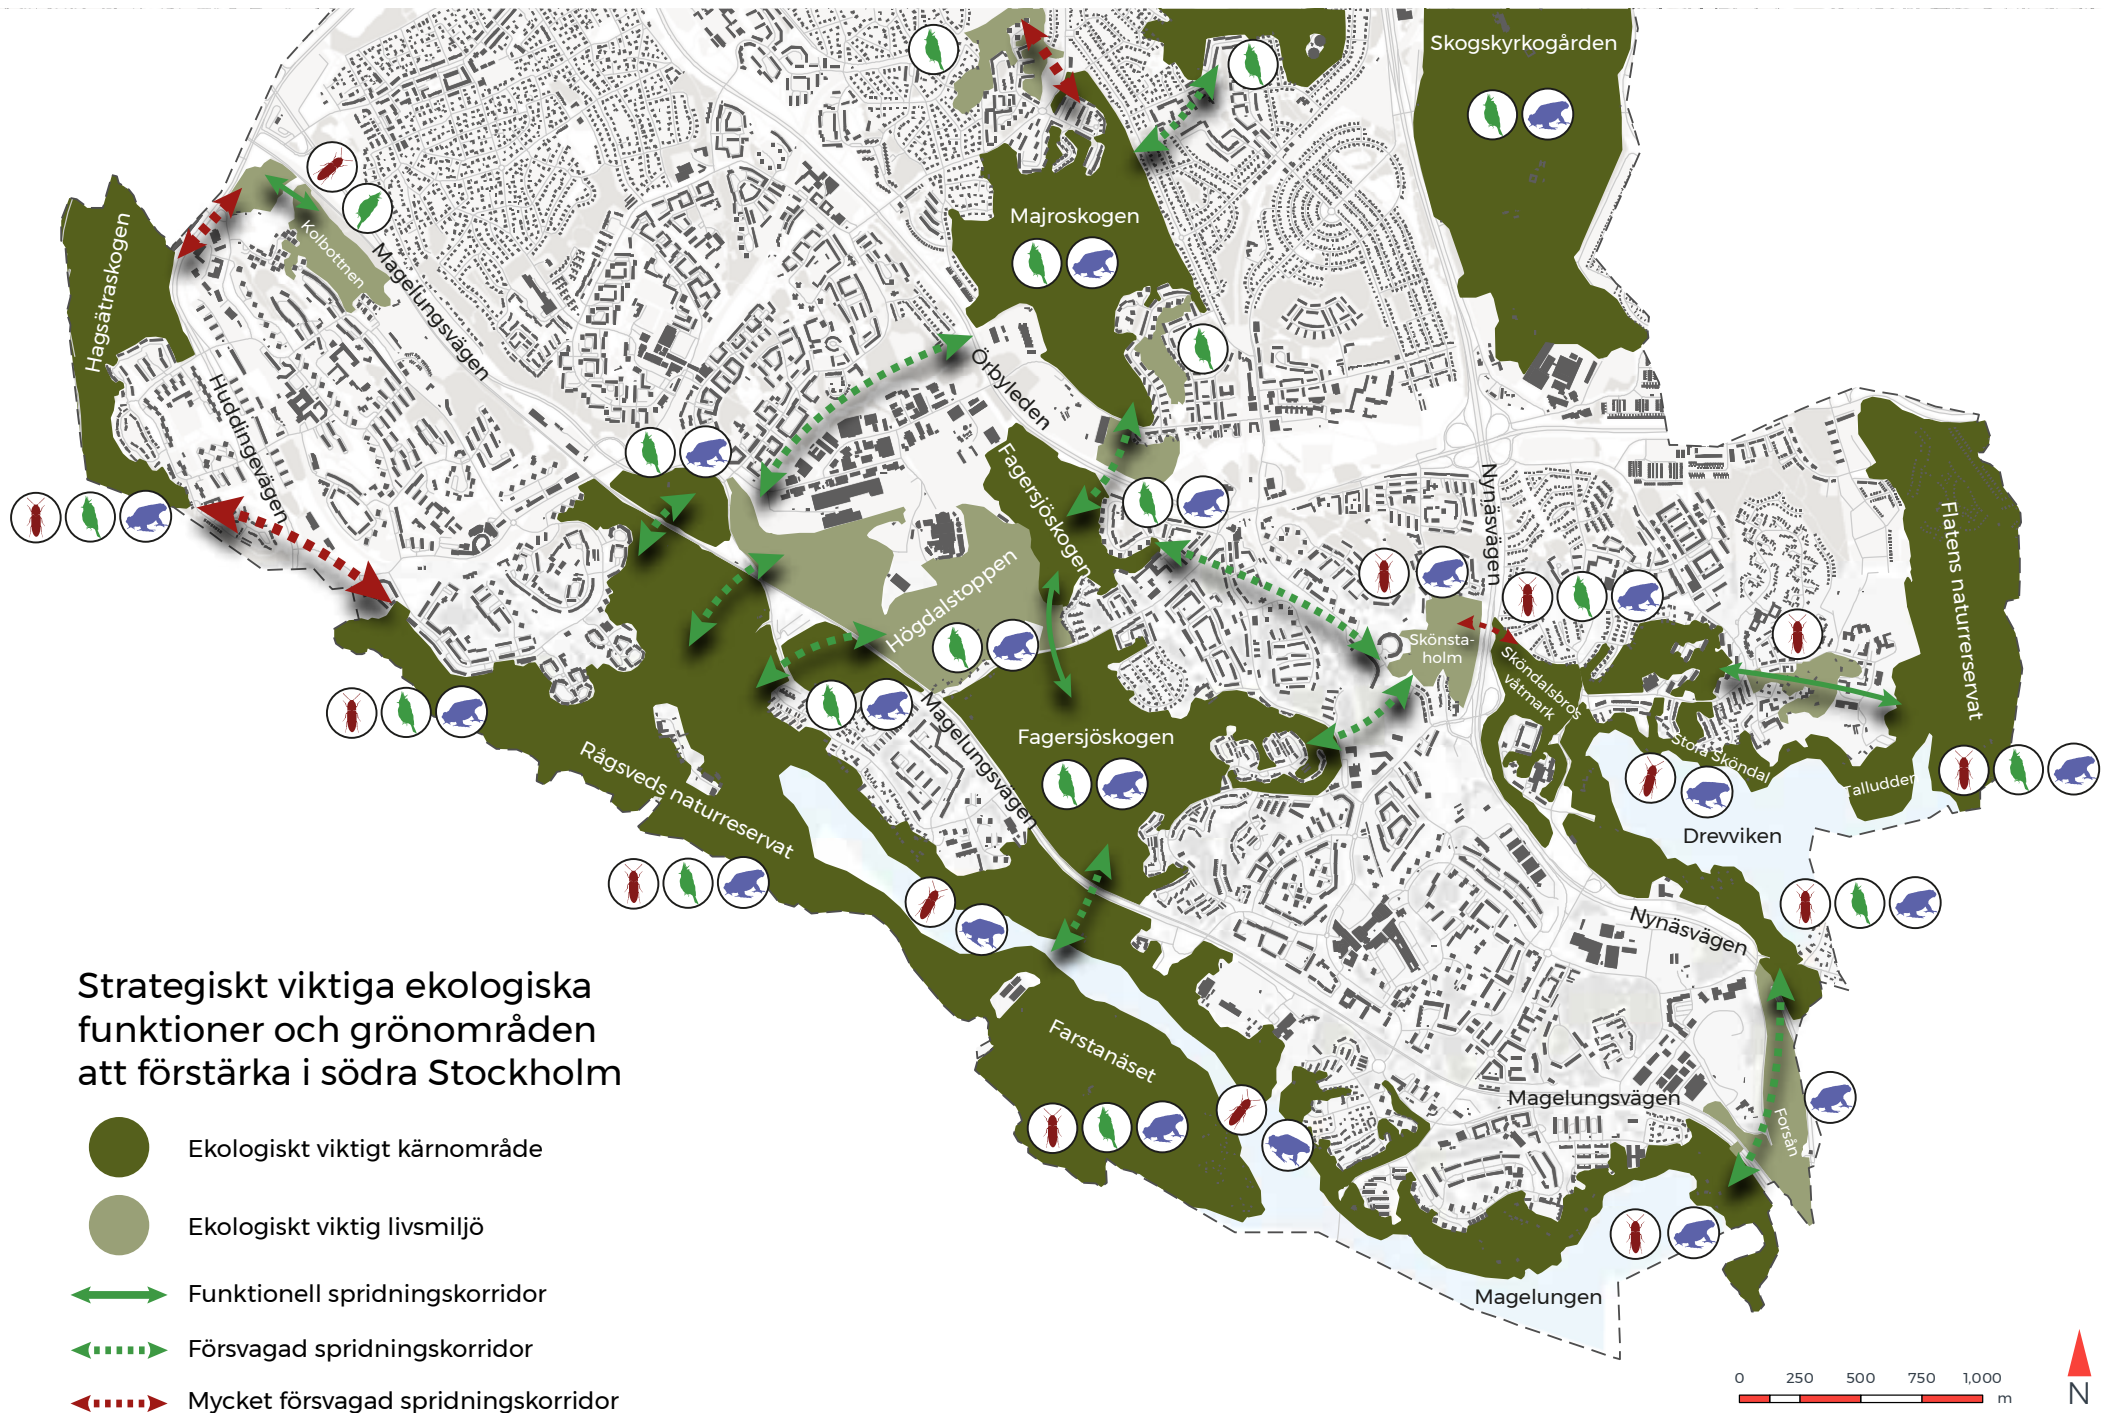 Skogskyrkogården
Majroskogen
Kolbottnen
Magelungsvägen
Hagsätraskogen
Huddingevägen
Örbyleden
Fagersjöskogen
Högdalstoppen
Nynäsvägen
Flatens naturrerservat
Skönsta-
holm
Sköndalsbros
våtmark
Stora Sköndal
Talludden
Drevviken
Magelungsvägen
Fagersjöskogen
Rågsveds naturreservat
Nynäsvägen
Farstanäset
Magelungsvägen
Forsån
Magelungen
Strategiskt viktiga ekologiska
funktioner och grönområden
att förstärka i södra Stockholm
Ekologiskt viktigt kärnområde
Ekologiskt viktig livsmiljö
Funktionell spridningskorridor
Försvagad spridningskorridor
Mycket försvagad spridningskorridor
0 250 500 750 1,000
m
N